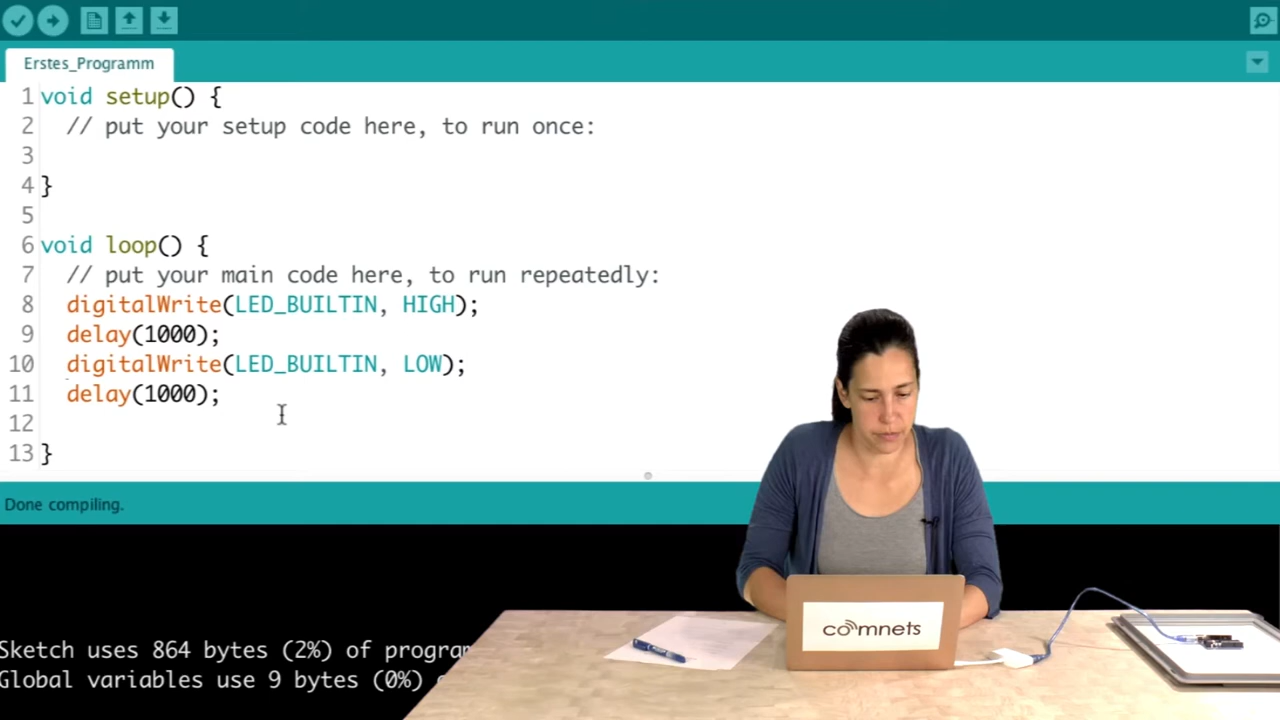 Erstes_Programm
1 void setup() {
2 // put your setup code here, to run once:
3
4 }
5
6 void loop() {
7 // put your main code here, to run repeatedly:
8 digitalWrite(LED_BUILTIN, HIGH);
9 delay(1000);
10 digitalWrite(LED_BUILTIN, LOW);
11 delay(1000);
12
13 }
Done compiling.
Sketch uses 864 bytes (2%) of program
Global variables use 9 bytes (0%)
comnets